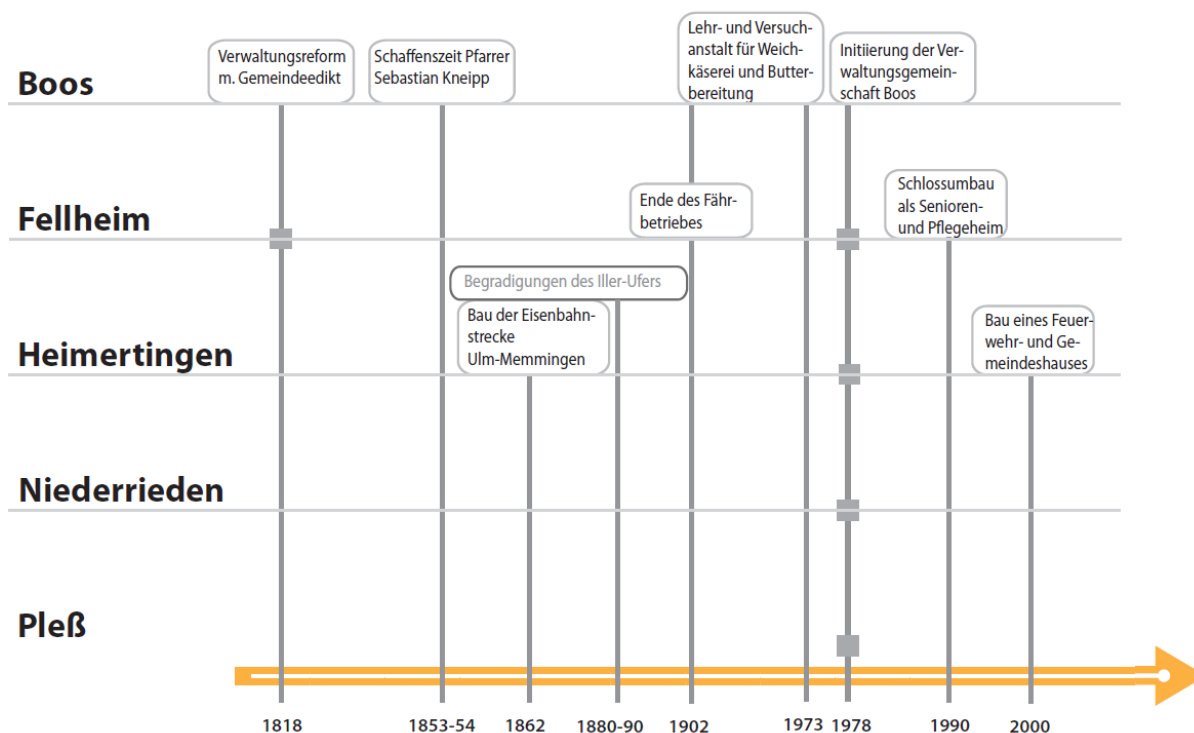 Boos
Verwaltungsreform
m. Gemeindeedikt
Schaffenszeit Pfarrer
Sebastian Kneipp
Lehr- und Versuch-
anstalt für Weich-
käserei und Butter-
bereitung
Initiierung der Ver-
waltungsgemein-
schaft Boos
Fellheim
Ende des Fähr-
betriebes
Schlossumbau
als Senioren-
und Pflegeheim
Heimertingen
Begradigungen des Iller-Ufers
Bau der Eisenbahn-
strecke
Ulm-Memmingen
Bau eines Feuer-
wehr- und Ge-
meindeshauses
Niederrieden
Pleß
1818
1853-54
1862
1880-90
1902
1973
1978
1990
2000